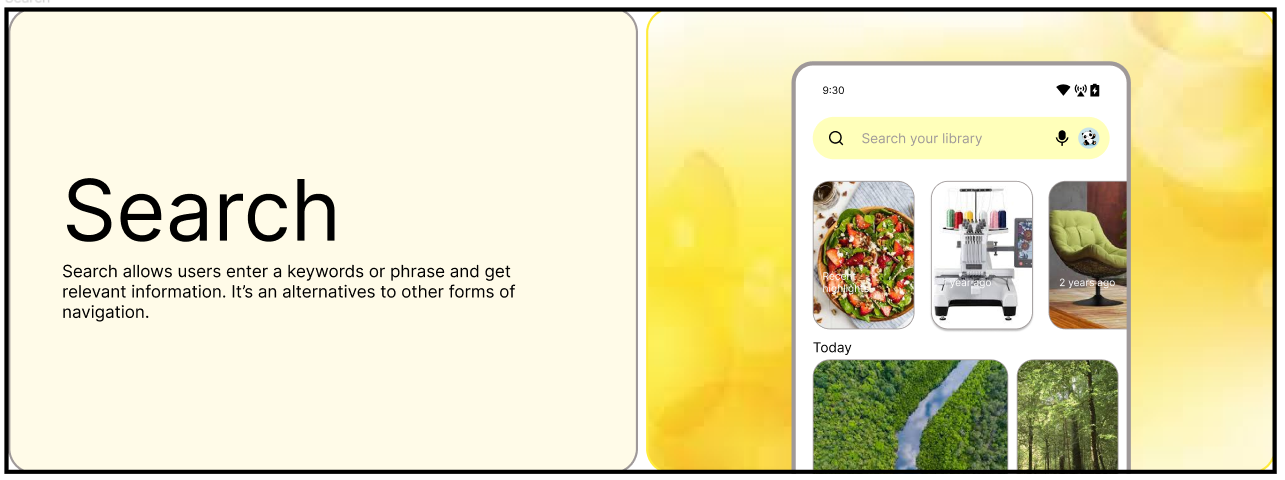 Search
Search
Search allows users enter a keywords or phrase and get
relevant information. It’s an alternatives to other forms of
navigation.
9:30
Search your library
Recent
highlights
1 year ago
2 years ago
Today